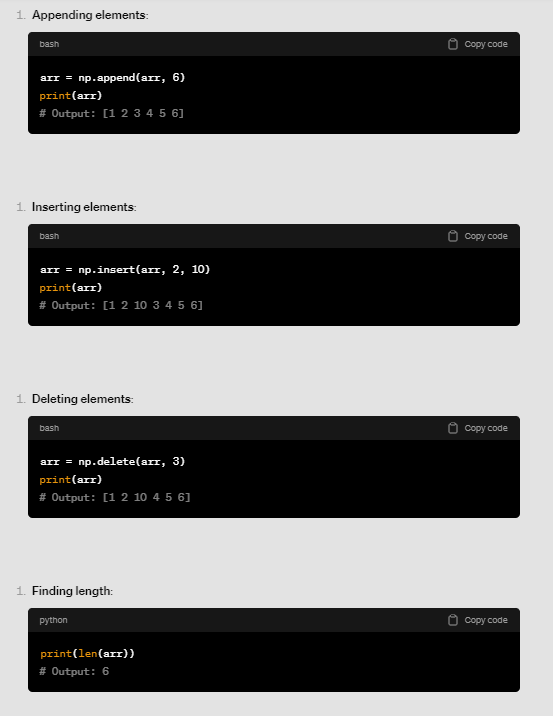 1. Appending elements:
bash Copy code
arr = np.append(arr, 6)
print(arr)
# Output: [1 2 3 4 5 6]
1. Inserting elements:
bash Copy code
arr = np.insert(arr, 2, 10)
print(arr)
# Output: [1 2 10 3 4 5 6]
1. Deleting elements:
bash Copy code
arr = np.delete(arr, 3)
print(arr)
# Output: [1 2 10 4 5 6]
1. Finding length:
python Copy code
print(len(arr))
# Output: 6